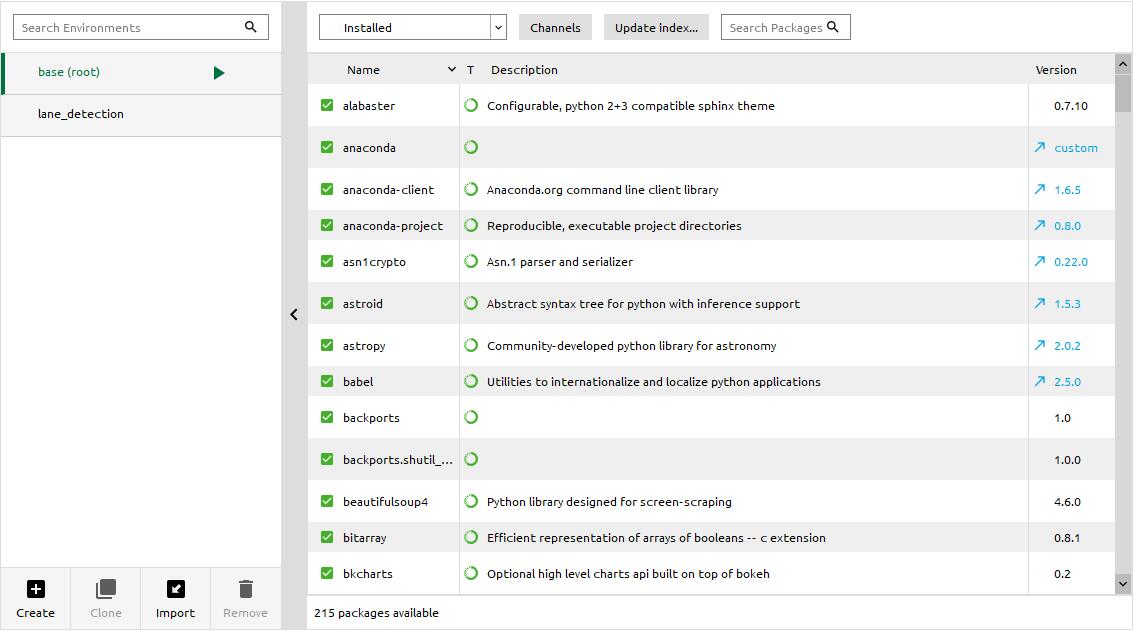 Search Environments
Installed
Channels
Update index...
Search Packages
base (root)
lane_detection
Name T Description Version
alabaster Configurable, python 2+3 compatible sphinx theme 0.7.10
anaconda custom
anaconda-client Anaconda.org command line client library 1.6.5
anaconda-project Reproducible, executable project directories 0.8.0
asn1crypto Asn.1 parser and serializer 0.22.0
astroid Abstract syntax tree for python with inference support 1.5.3
astropy Community-developed python library for astronomy 2.0.2
babel Utilities to internationalize and localize python applications 2.5.0
backports 1.0
backports.shutil_... 1.0.0
beautifulsoup4 Python library designed for screen-scraping 4.6.0
bitarray Efficient representation of arrays of booleans -- c extension 0.8.1
bkcharts Optional high level charts api built on top of bokeh 0.2
Create Clone Import Remove
215 packages available